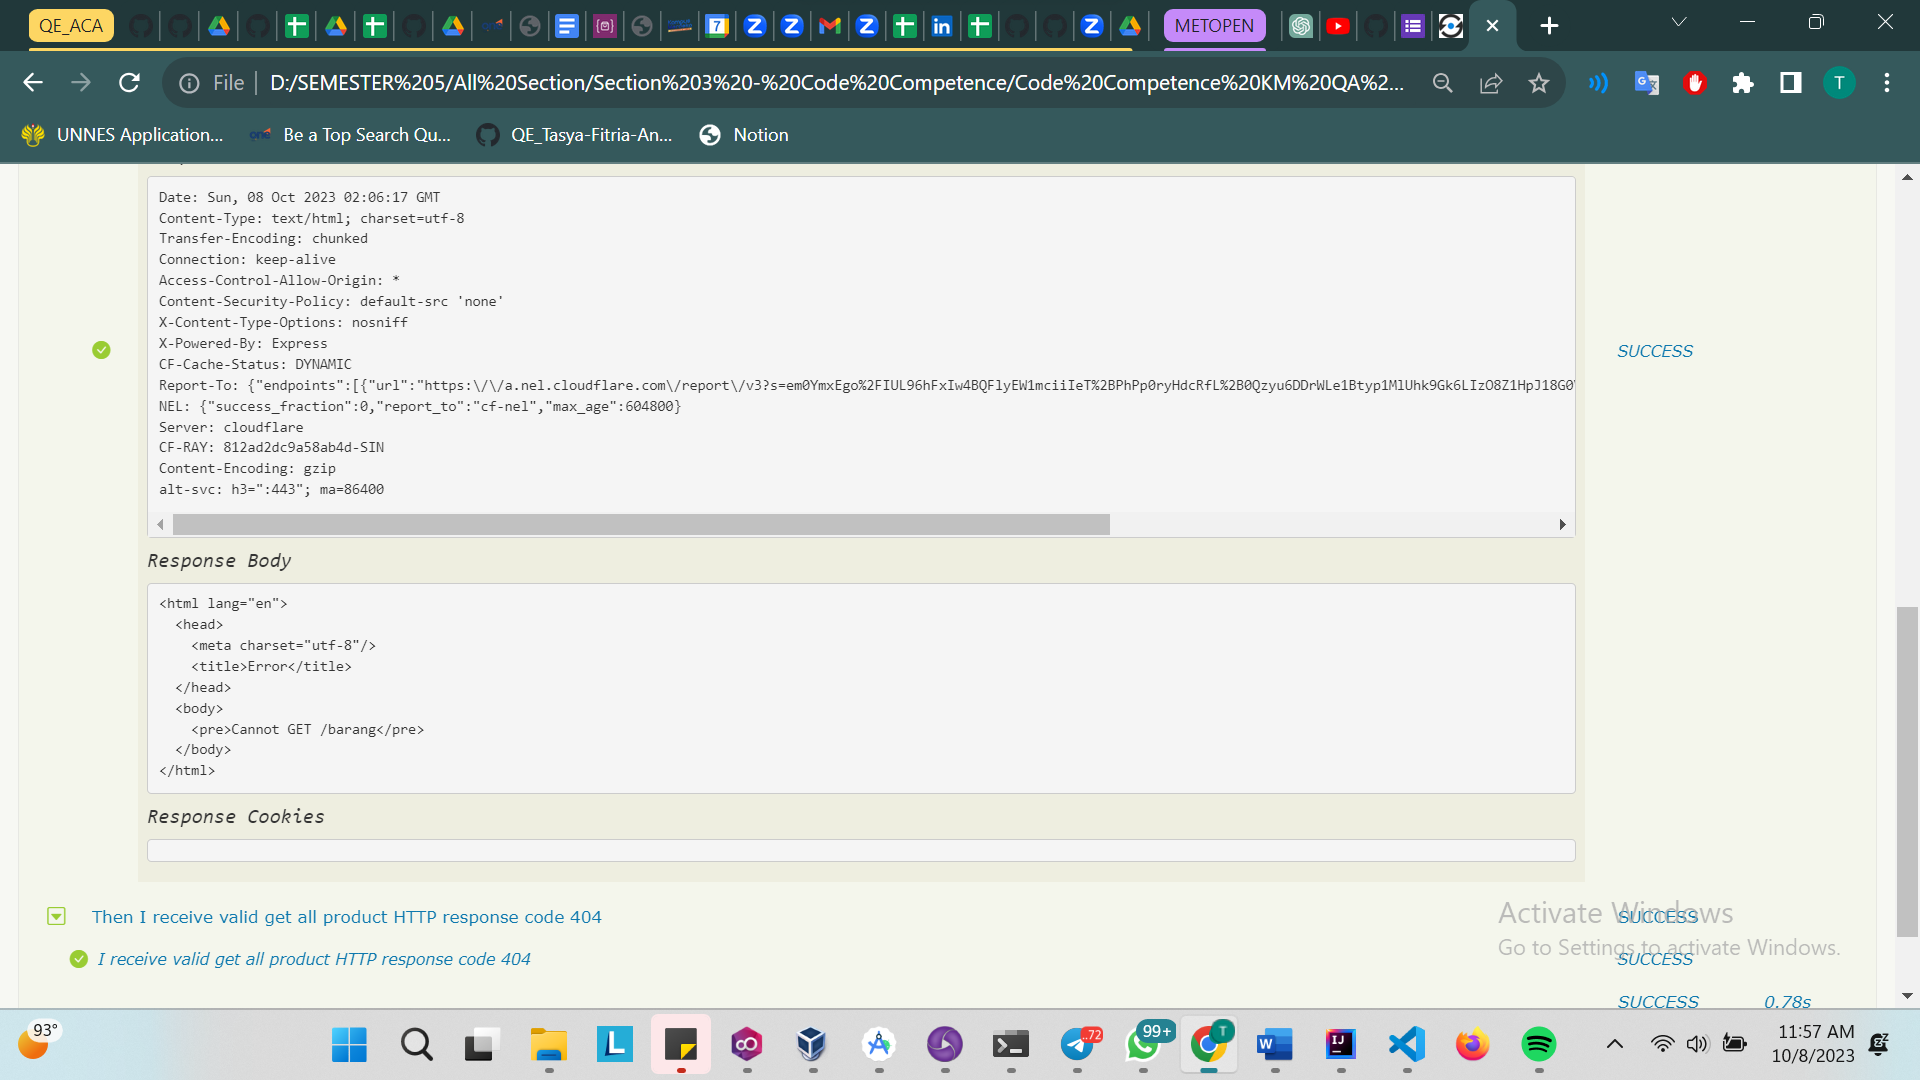 QE_ACA
METOPEN
File
D:/SEMESTER%205/All%20Section/Section%203%20-%20Code%20Competence/Code%20Competence%20KM%20QA%2...
T
UNNES Application...
one
Be a Top Search Qu...
QE_Tasya-Fitria-An...
Notion
Date: Sun, 08 Oct 2023 02:06:17 GMT
Content-Type: text/html; charset=utf-8
Transfer-Encoding: chunked
Connection: keep-alive
Access-Control-Allow-Origin: *
Content-Security-Policy: default-src 'none'
X-Content-Type-Options: nosniff
X-Powered-By: Express
CF-Cache-Status: DYNAMIC
Report-To: {"endpoints":[{"url":"https:\/\/a.nel.cloudflare.com\/report\/v3?s=em0YmxEgo%2FIUL96hFxIw4BQFlyEW1mciiIeT%2BPhPp0ryHdcRfL%2B0Qzyu6DDrWLe1Btyp1MlUhk9Gk6LIzO8Z1HpJ18G0
NEL: {"success_fraction":0,"report_to":"cf-nel","max_age":604800}
Server: cloudflare
CF-RAY: 812ad2dc9a58ab4d-SIN
Content-Encoding: gzip
alt-svc: h3=":443"; ma=86400
SUCCESS
Response Body
<html lang="en">
<head>
<meta charset="utf-8"/>
<title>Error</title>
</head>
<body>
<pre>Cannot GET /barang</pre>
</body>
</html>
Response Cookies
Then I receive valid get all product HTTP response code 404
SUCCESS
I receive valid get all product HTTP response code 404
SUCCESS
SUCCESS 0.78s
Activate Windows
Go to Settings to activate Windows.
93°
72
99+
T
11:57 AM
10/8/2023